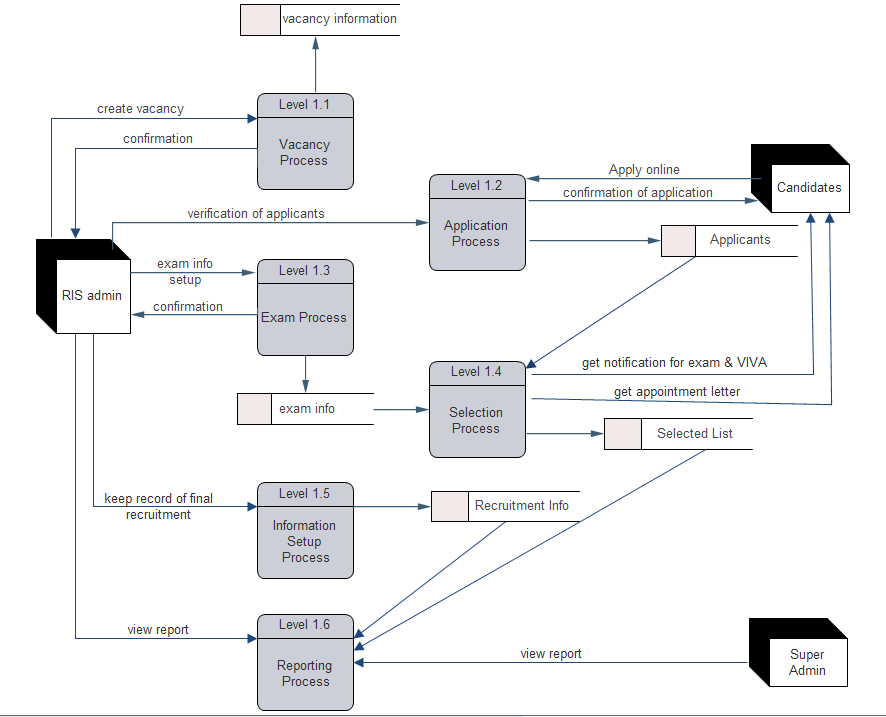 vacancy information
Level 1.1
create vacancy
confirmation
Vacancy
Process
Apply online
Level 1.2
Candidates
confirmation of application
verification of applicants
Application
Process
Applicants
exam info
setup
Level 1.3
RIS admin
confirmation
Exam Process
get notification for exam & VIVA
Level 1.4
get appointment letter
exam info
Selection
Process
Selected List
Level 1.5
keep record of final
recruitment
Recruitment Info
Information
Setup
Process
Level 1.6
view report
view report
Super
Admin
Reporting
Process